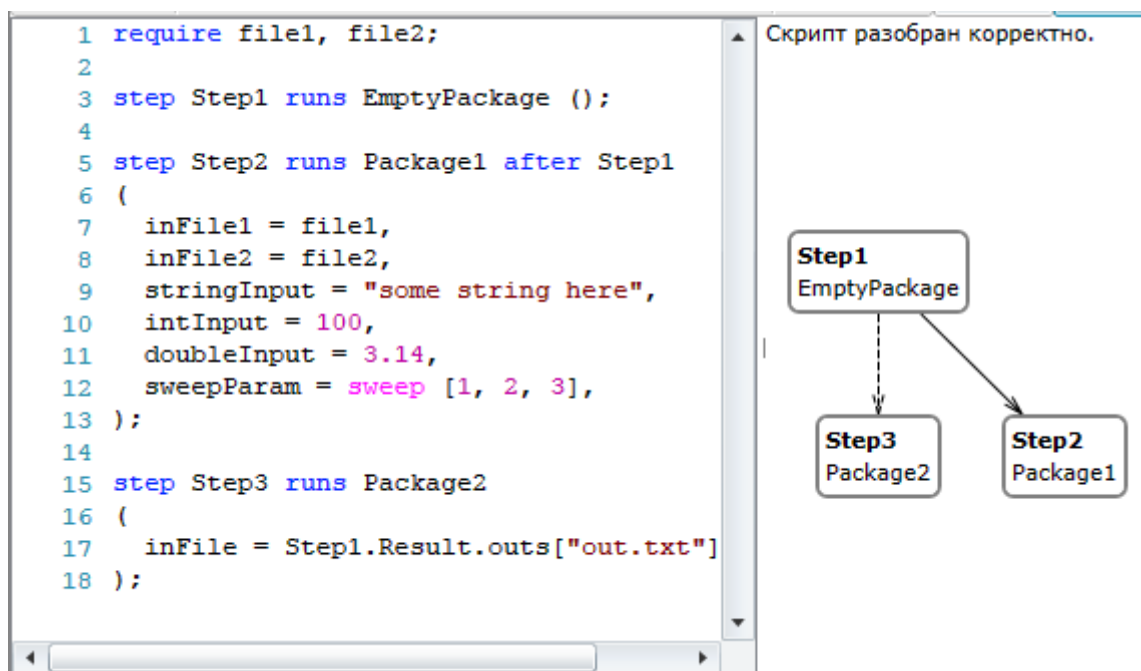 1 require file1, file2;
2
3 step Step1 runs EmptyPackage ();
4
5 step Step2 runs Package1 after Step1
6 (
7 inFile1 = file1,
8 inFile2 = file2,
9 stringInput = "some string here",
10 intInput = 100,
11 doubleInput = 3.14,
12 sweepParam = sweep [1, 2, 3],
13 );
14
15 step Step3 runs Package2
16 (
17 inFile = Step1.Result.outs["out.txt"]
18 );
Скрипт разобран корректно.
Step1
EmptyPackage
Step3
Package2
Step2
Package1